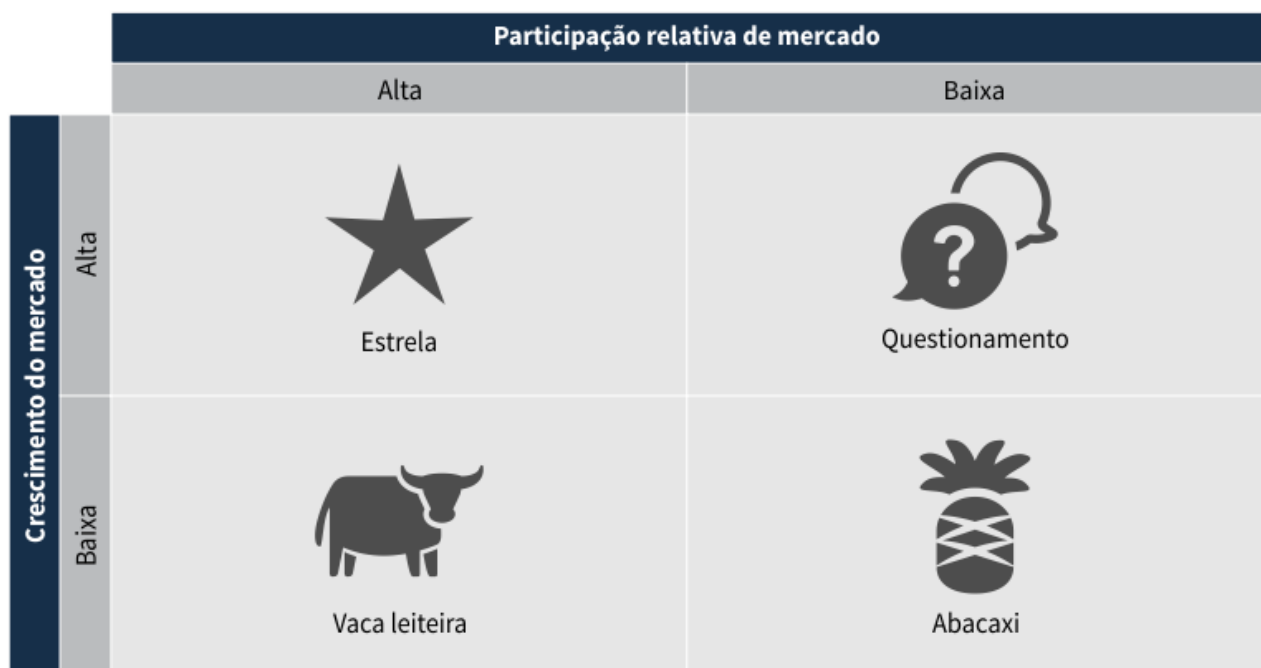 Participação relativa de mercado
Alta
Baixa
Crescimento do mercado
Alta
?
Estrela
Questionamento
Baixa
Vaca leiteira
Abacaxi